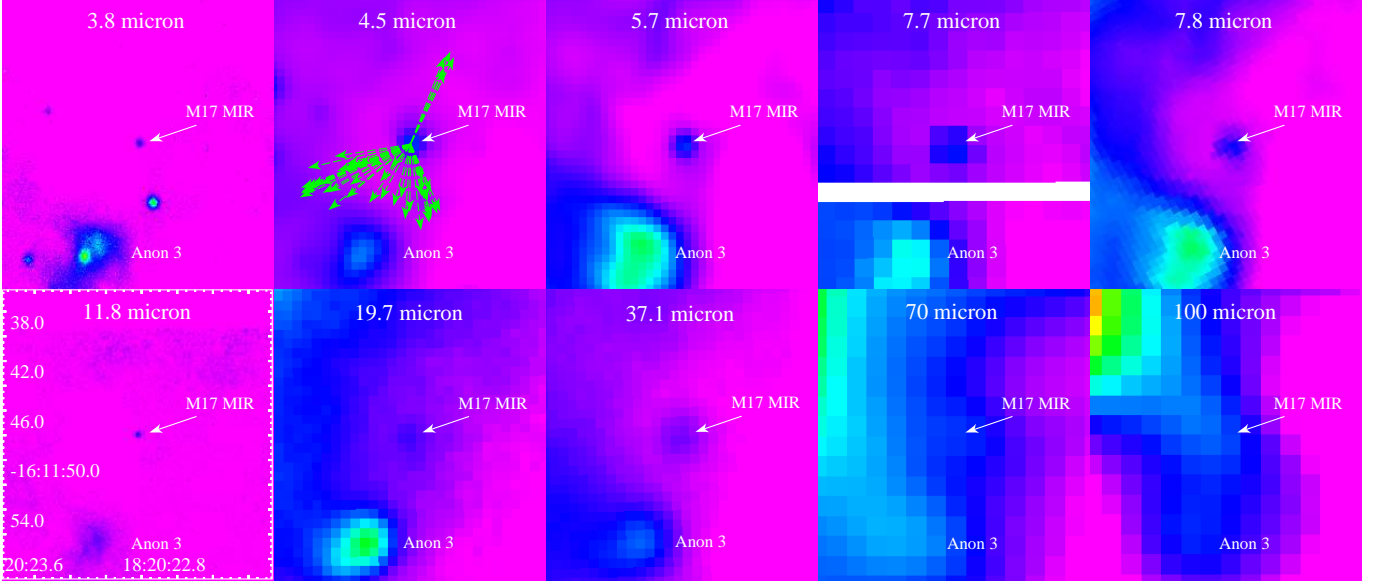 3.8 micron
M17 MIR
Anon 3
4.5 micron
M17 MIR
Anon 3
5.7 micron
M17 MIR
Anon 3
7.7 micron
M17 MIR
Anon 3
7.8 micron
M17 MIR
Anon 3
11.8 micron
38.0
42.0
M17 MIR
46.0
-16:11:50.0
54.0
Anon 3
20:23.6 18:20:22.8
19.7 micron
M17 MIR
Anon 3
37.1 micron
M17 MIR
Anon 3
70 micron
M17 MIR
Anon 3
100 micron
M17 MIR
Anon 3